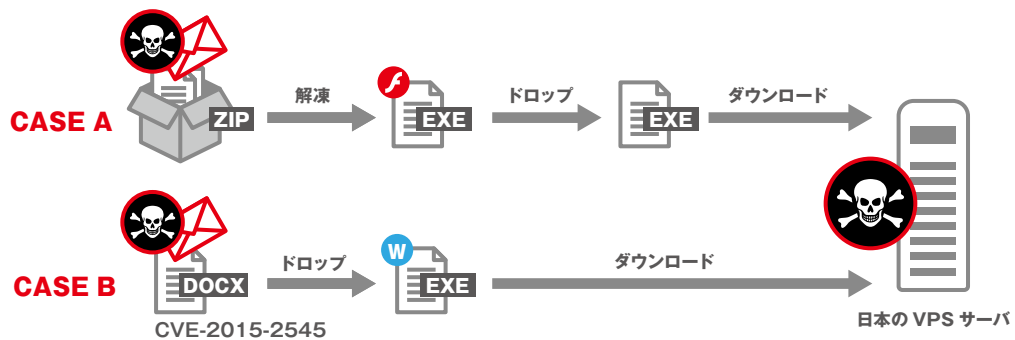 CASE A
ZIP
解凍
EXE
ドロップ
EXE
ダウンロード
CASE B
DOCX
CVE-2015-2545
ドロップ
W
EXE
ダウンロード
日本の VPS サーバ